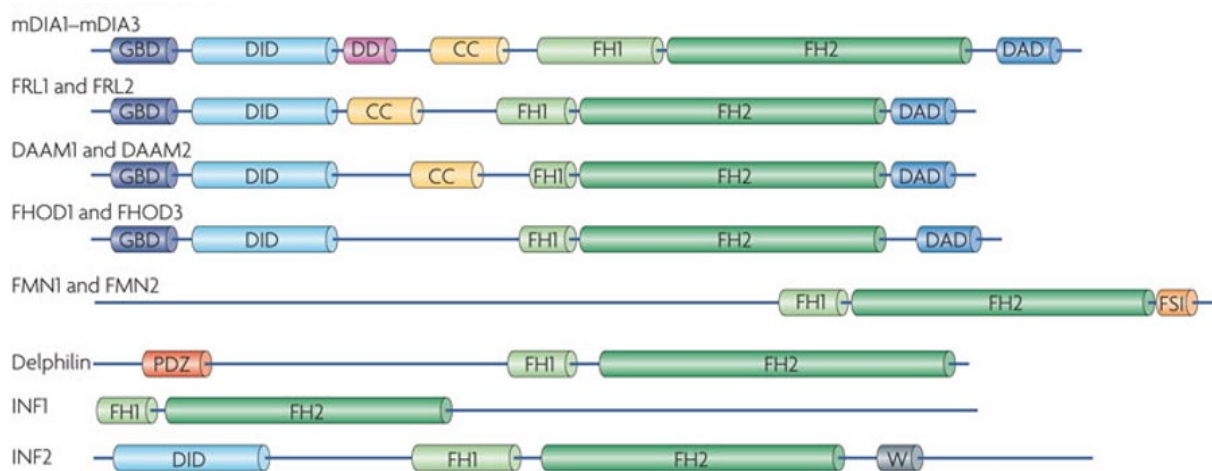 mDIA1–mDIA3
GBD DID DD CC FH1 FH2 DAD
FRL1 and FRL2
GBD DID CC FH1 FH2 DAD
DAAM1 and DAAM2
GBD DID CC FH1 FH2 DAD
FHOD1 and FHOD3
GBD DID FH1 FH2 DAD
FMN1 and FMN2
FH1 FH2 FSI
Delphilin PDZ FH1 FH2
INF1 FH1 FH2
INF2 DID FH1 FH2 W